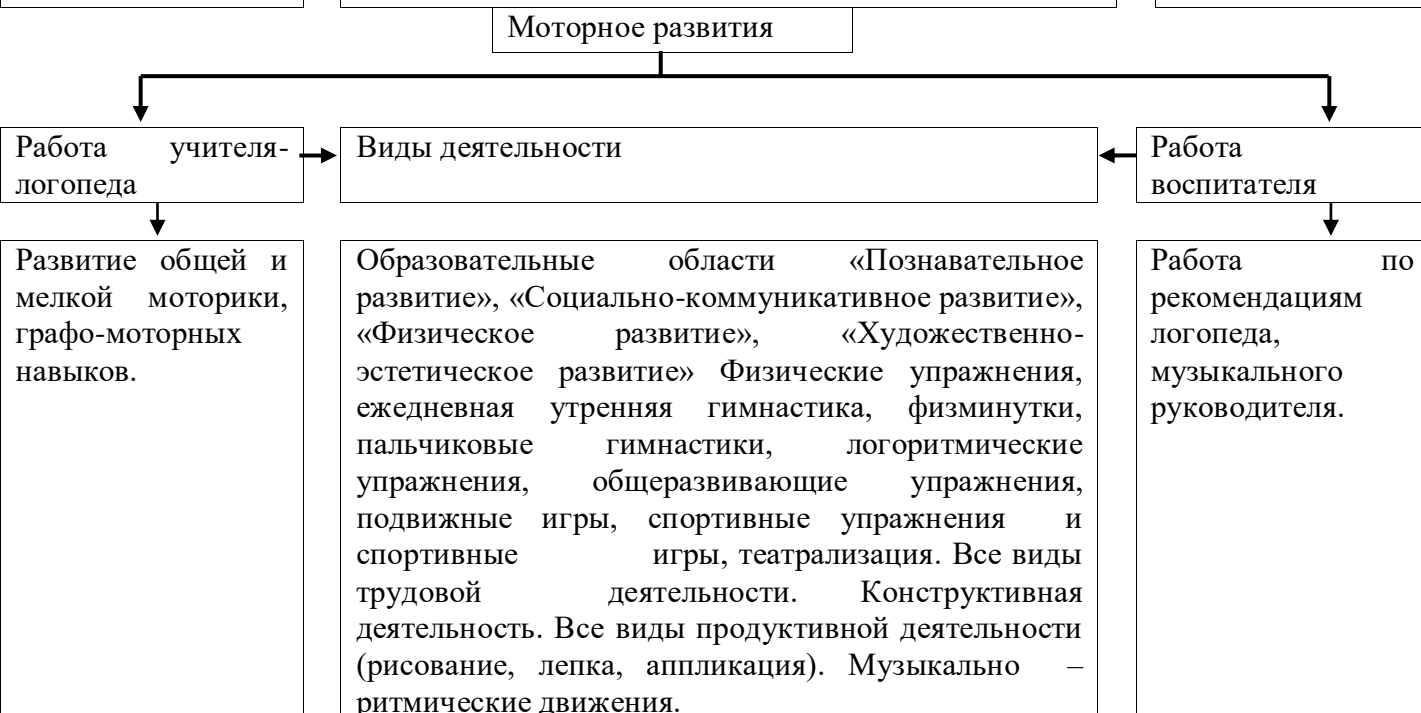 Моторное развития
Работа учителя-
логопеда
Виды деятельности
Работа
воспитателя
Развитие общей и
мелкой моторики,
графо-моторных
навыков.
Образовательные области «Познавательное
развитие», «Социально-коммуникативное развитие»,
«Физическое развитие», «Художественно-
эстетическое развитие» Физические упражнения,
ежедневная утренняя гимнастика, физминутки,
пальчиковые гимнастики, логоритмические
упражнения, общеразвивающие упражнения,
подвижные игры, спортивные упражнения и
спортивные игры, театрализация. Все виды
трудовой деятельности. Конструктивная
деятельность. Все виды продуктивной деятельности
(рисование, лепка, аппликация). Музыкально –
ритмические движения.
Работа по
рекомендациям
логопеда,
музыкального
руководителя.